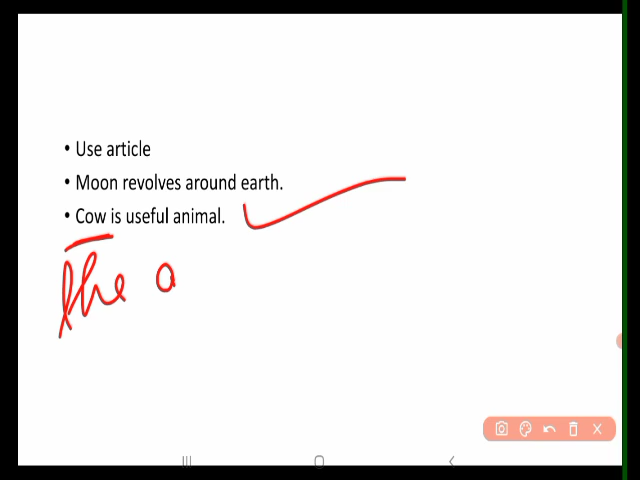 • Use article
• Moon revolves around earth.
• Cow is useful animal.
the a